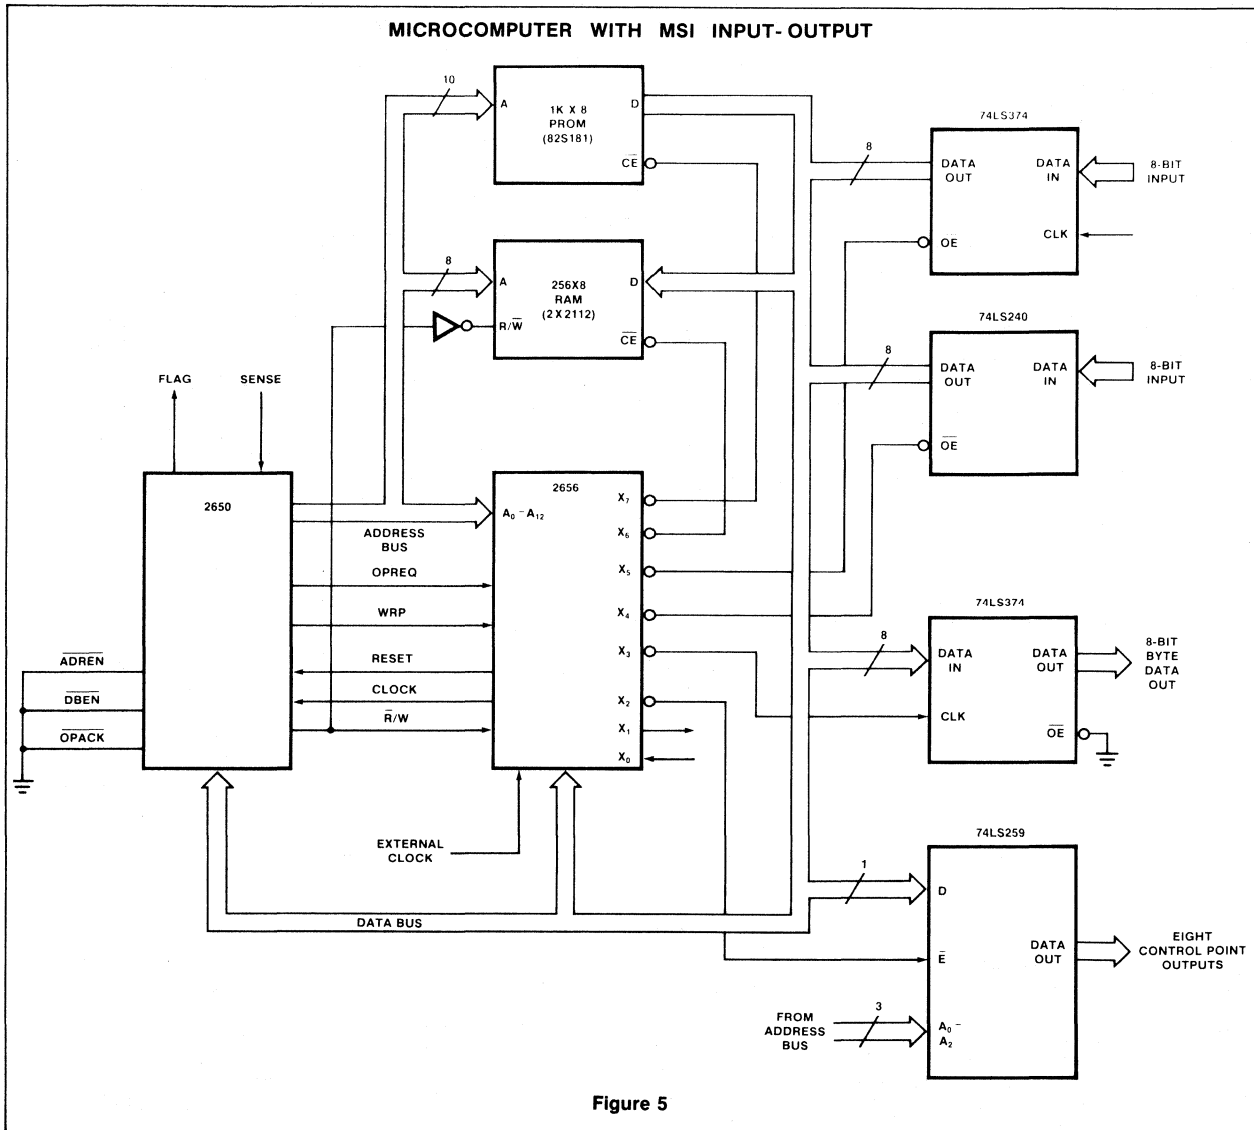 MICROCOMPUTER WITH MSI INPUT-OUTPUT
10
A
1K X 8
PROM
(82S181)
D
CE
8
A
256X8
RAM
(2 X 2112)
D
R/W
CE
74LS374
8
DATA
OUT
DATA
IN
8-BIT
INPUT
OE
CLK
74LS240
8
DATA
OUT
DATA
IN
8-BIT
INPUT
OE
FLAG
SENSE
2650
ADDRESS
BUS
OPREQ
WRP
RESET
CLOCK
R/W
ADREN
DBEN
OPACK
2656
A0 - A12
X7
X6
X5
X4
X3
X2
X1
X0
EXTERNAL
CLOCK
DATA BUS
74LS374
8
DATA
IN
DATA
OUT
8-BIT
BYTE
DATA
OUT
CLK
OE
74LS259
1
D
E
DATA
OUT
EIGHT
CONTROL POINT
OUTPUTS
FROM
ADDRESS
BUS
3
A0 -
A2
Figure 5